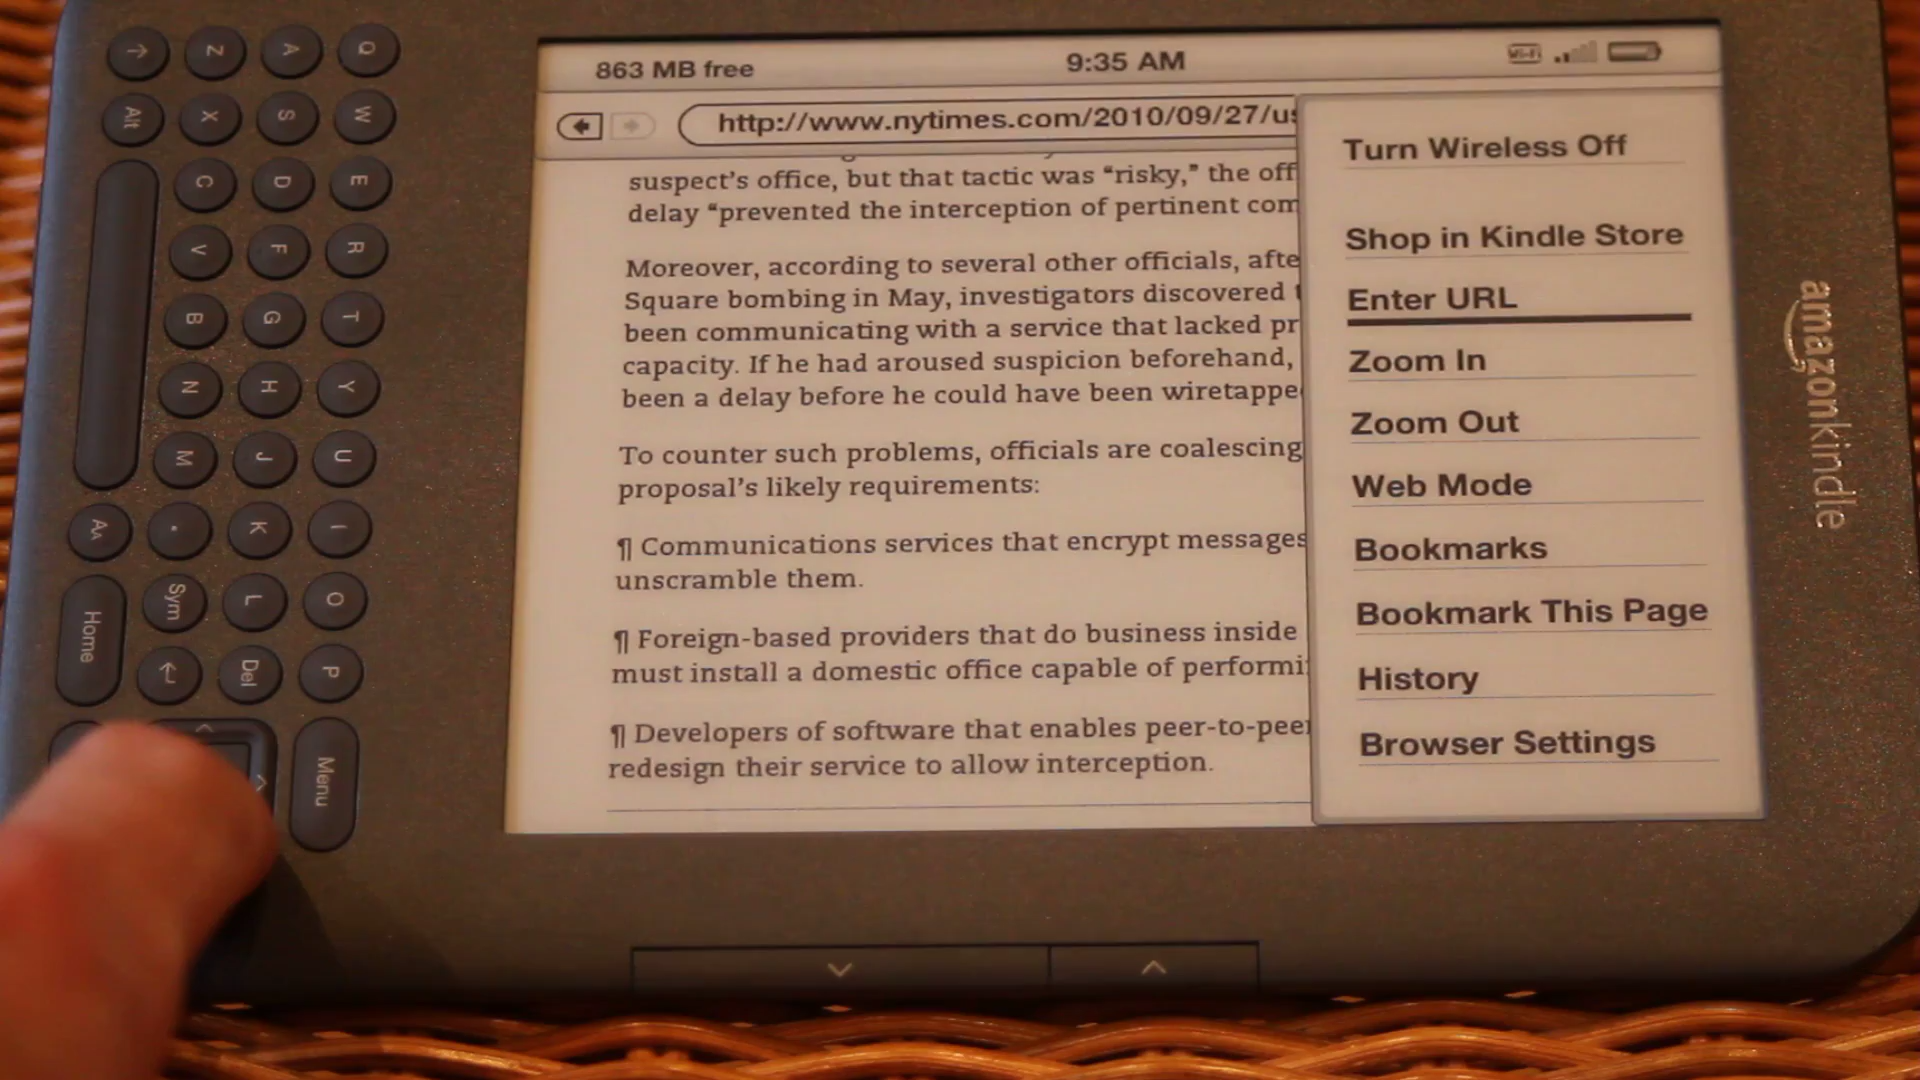 863 MB free
9:35 AM
Wi-Fi
http://www.nytimes.com/2010/09/27/us
suspect's office, but that tactic was “risky,” the off
delay “prevented the interception of pertinent com
Moreover, according to several other officials, afte
Square bombing in May, investigators discovered t
been communicating with a service that lacked pr
capacity. If he had aroused suspicion beforehand,
been a delay before he could have been wiretappe
To counter such problems, officials are coalescing
proposal's likely requirements:
¶ Communications services that encrypt messages
unscramble them.
¶ Foreign-based providers that do business inside
must install a domestic office capable of performi
¶ Developers of software that enables peer-to-peer
redesign their service to allow interception.
Turn Wireless Off
Shop in Kindle Store
Enter URL
Zoom In
Zoom Out
Web Mode
Bookmarks
Bookmark This Page
History
Browser Settings
amazonkindle
Q W E R T Y U I O P
A S D F G H J K L Del
Z X C V B N M . Sym ↵
↑ Alt Aa Home
Menu